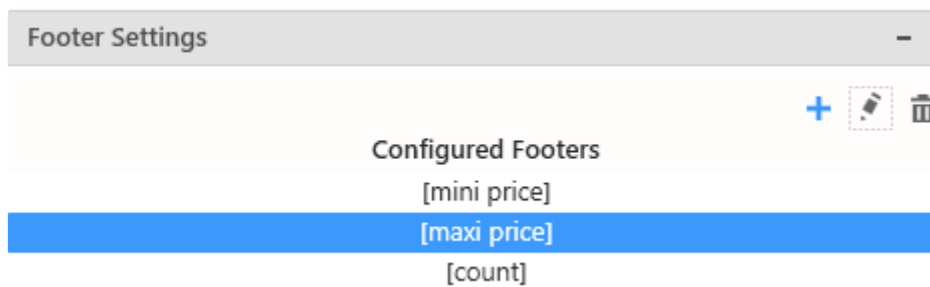 Footer Settings
Configured Footers
[mini price]
[maxi price]
[count]